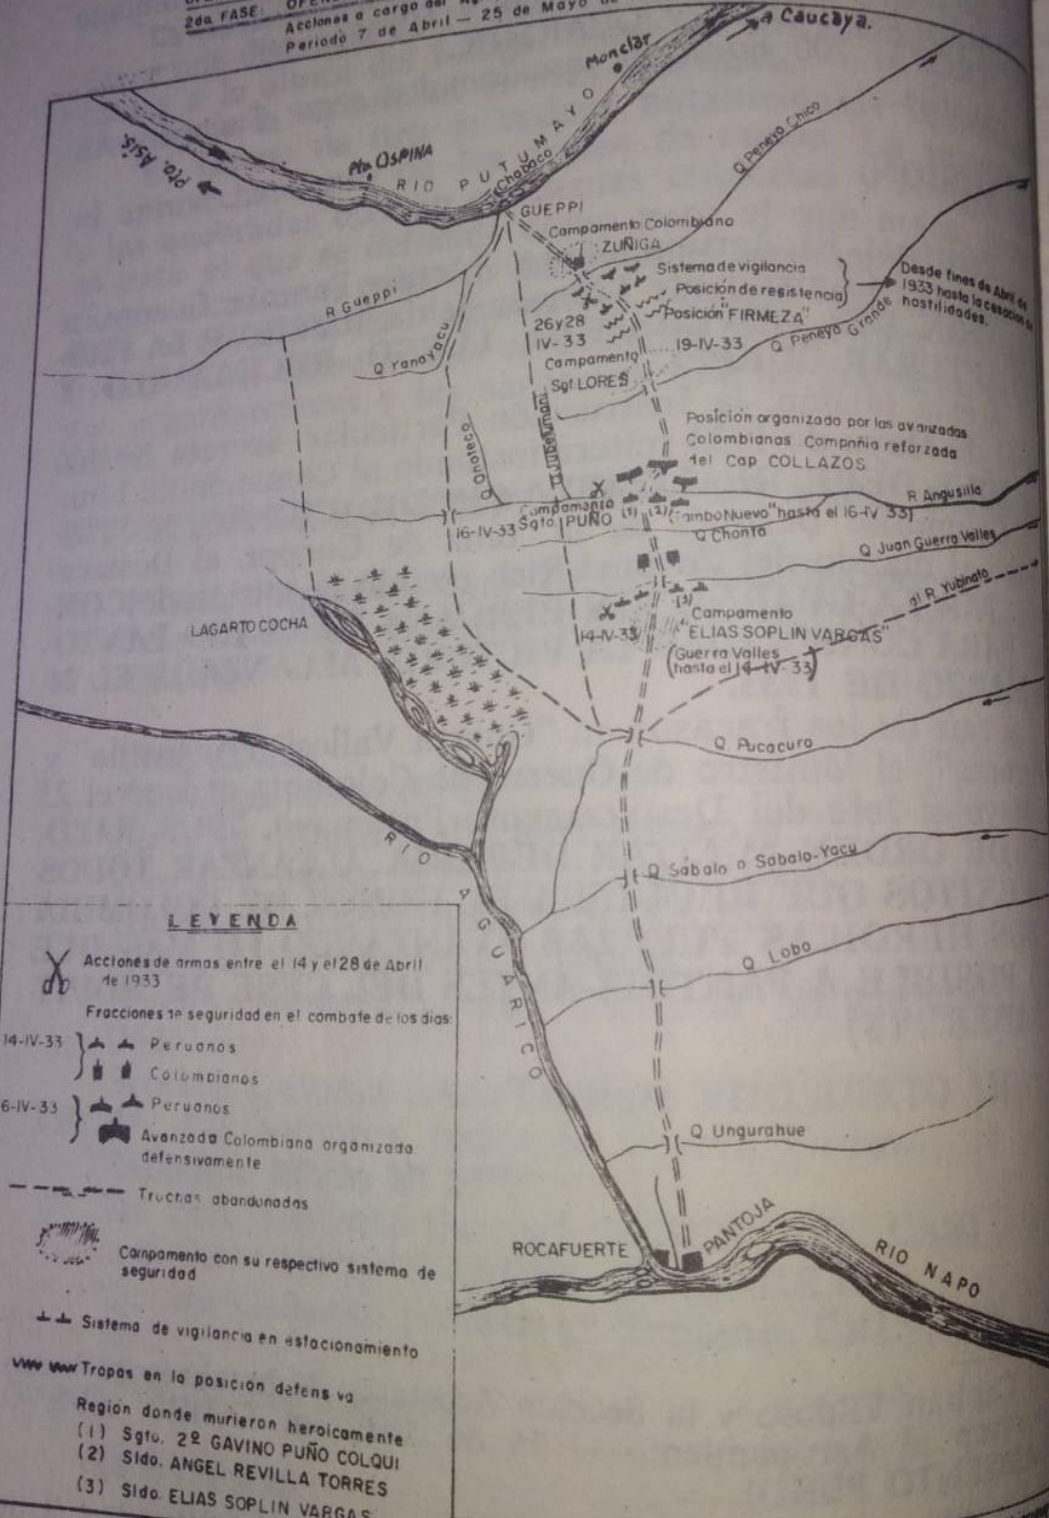 2da. FASE:
Acciones a cargo del
Periodo 7 de Abril — 25 de Mayo de
a Caucaya.
Monclar
Pto. Asis.
Pto. OSPINA
RIO PUTUMAYO
Chabaco
Q Peneya Chico
GUEPPI
Campamento Colombiano
ZUÑIGA
Sistema de vigilancia
Posición de resistencia
Posición "FIRMEZA"
Desde fines de Abril de
1933 hasta la cesación de
hostilidades.
R Gueppi
26 y 28
IV-33
19-IV-33
Q Peneya Grande
Q Yanayacu
Campamento
Sgt. LORES
Posición organizada por las avanzadas
Colombianas Compañia reforzada
del Cap COLLAZOS
Q Onoteco
R Angusilla
Campamento
16-IV-33 Sgto PUÑO (1) (2) ("Tambo Nuevo" hasta el 16-IV 33)
Q Chonta
Q Juan Guerra Valles
al R. Yubinato
(3)
LAGARTOCOCHA
14-IV-33
Campamento
"ELIAS SOPLIN VARGAS"
(Guerra Valles
hasta el 14-IV-33)
Q Pucacuro
RIO AGUARICO
Q Sábalo o Sabalo-Yacu
Q Lobo
Q Ungurahue
ROCAFUERTE
PANTOJA
RIO NAPO
LEYENDA
Acciones de armas entre el 14 y el 28 de Abril
de 1933
Fracciones de seguridad en el combate de los dias:
14-IV-33
Peruanos
Colombianos
6-IV-33
Peruanos
Avanzada Colombiana organizada
defensivamente
Truchas abandonadas
Campamento con su respectivo sistema de
seguridad
Sistema de vigilancia en estacionamiento
Tropas en la posición defens va
Región donde murieron heroicamente
(1) Sgto. 2º GAVINO PUÑO COLQUI
(2) Sldo. ANGEL REVILLA TORRES
(3) Sldo. ELIAS SOPLIN VARGAS